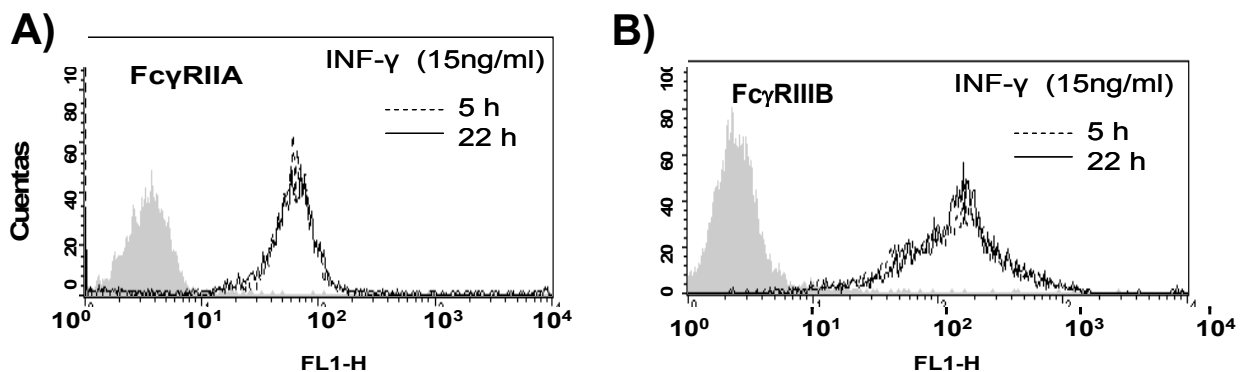 A)
INF-γ (15ng/ml)
FcγRIIA
5 h
22 h
Cuentas
0 20 40 60 80 10
10⁰ 10¹ 10² 10³ 10⁴
FL1-H
B)
INF-γ (15ng/ml)
FcγRIIIB
5 h
22 h
0 20 40 60 80
10⁰ 10¹ 10² 10³ 10⁴
FL1-H